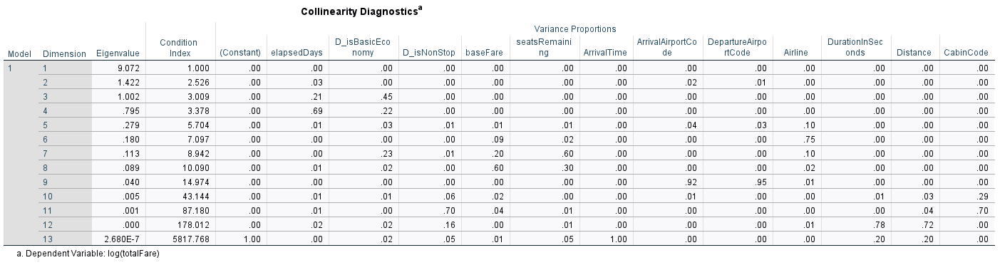 Collinearity Diagnosticsa
Variance Proportions
Model Dimension Eigenvalue Condition Index (Constant) elapsedDays D_isBasicEconomy D_isNonStop baseFare seatsRemaining ArrivalTime ArrivalAirportCode DepartureAirportCode Airline DurationInSeconds Distance CabinCode
1 1 9.072 1.000 .00 .00 .00 .00 .00 .00 .00 .00 .00 .00 .00 .00 .00
2 1.422 2.526 .00 .03 .00 .00 .00 .00 .00 .02 .01 .00 .00 .00 .00
3 1.002 3.009 .00 .21 .45 .00 .00 .00 .00 .00 .00 .00 .00 .00 .00
4 .795 3.378 .00 .69 .22 .00 .00 .00 .00 .00 .00 .00 .00 .00 .00
5 .279 5.704 .00 .01 .03 .01 .01 .01 .00 .04 .03 .10 .00 .00 .00
6 .180 7.097 .00 .00 .00 .00 .09 .02 .00 .00 .00 .75 .00 .00 .00
7 .113 8.942 .00 .00 .23 .01 .20 .60 .00 .00 .00 .10 .00 .00 .00
8 .089 10.090 .00 .01 .02 .00 .60 .30 .00 .00 .00 .02 .00 .00 .00
9 .040 14.974 .00 .00 .00 .00 .00 .00 .00 .92 .95 .01 .00 .00 .00
10 .005 43.144 .00 .01 .01 .06 .02 .00 .00 .01 .00 .00 .01 .03 .29
11 .001 87.180 .00 .01 .00 .70 .04 .01 .00 .00 .00 .00 .00 .04 .70
12 .000 178.012 .00 .02 .02 .16 .00 .01 .00 .00 .00 .01 .78 .72 .00
13 2.680E-7 5817.768 1.00 .00 .02 .05 .01 .05 1.00 .00 .00 .00 .20 .20 .00
a. Dependent Variable: log(totalFare)